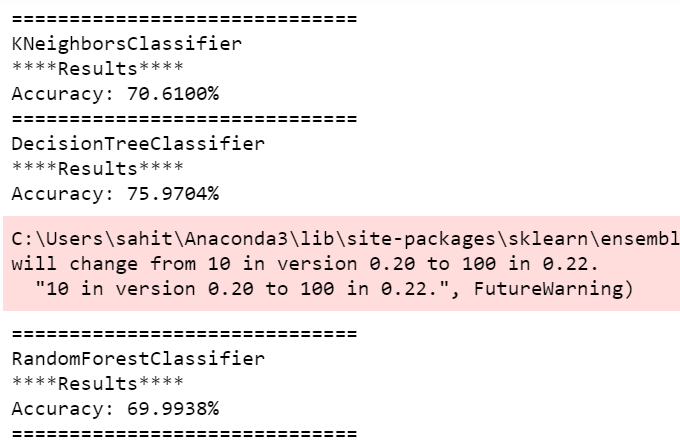 ==============================
KNeighborsClassifier
****Results****
Accuracy: 70.6100%
==============================
DecisionTreeClassifier
****Results****
Accuracy: 75.9704%
C:\Users\sahit\Anaconda3\lib\site-packages\sklearn\ensembl
will change from 10 in version 0.20 to 100 in 0.22.
  "10 in version 0.20 to 100 in 0.22.", FutureWarning)
==============================
RandomForestClassifier
****Results****
Accuracy: 69.9938%
==============================